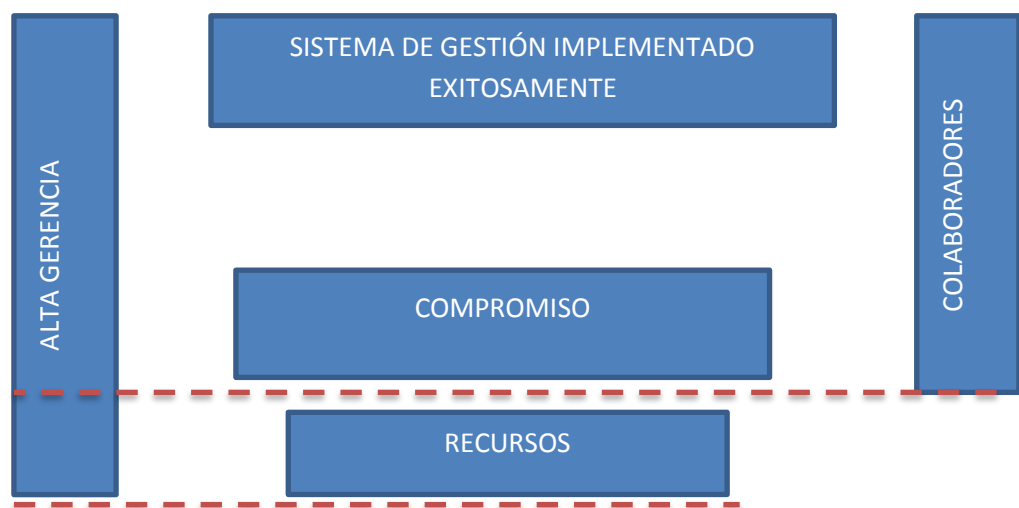 SISTEMA DE GESTIÓN IMPLEMENTADO
EXITOSAMENTE
ALTA GERENCIA
COLABORADORES
COMPROMISO
RECURSOS